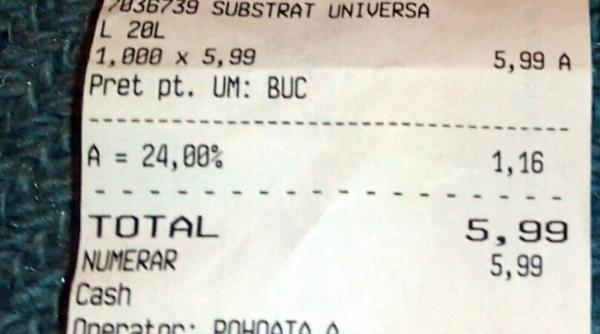 7036739 SUBSTRAT UNIVERSA
L 20L
1,000 x 5,99 5,99 A
Pret pt. UM: BUC
A = 24,00% 1,16
TOTAL 5,99
NUMERAR 5,99
Cash
Operator: